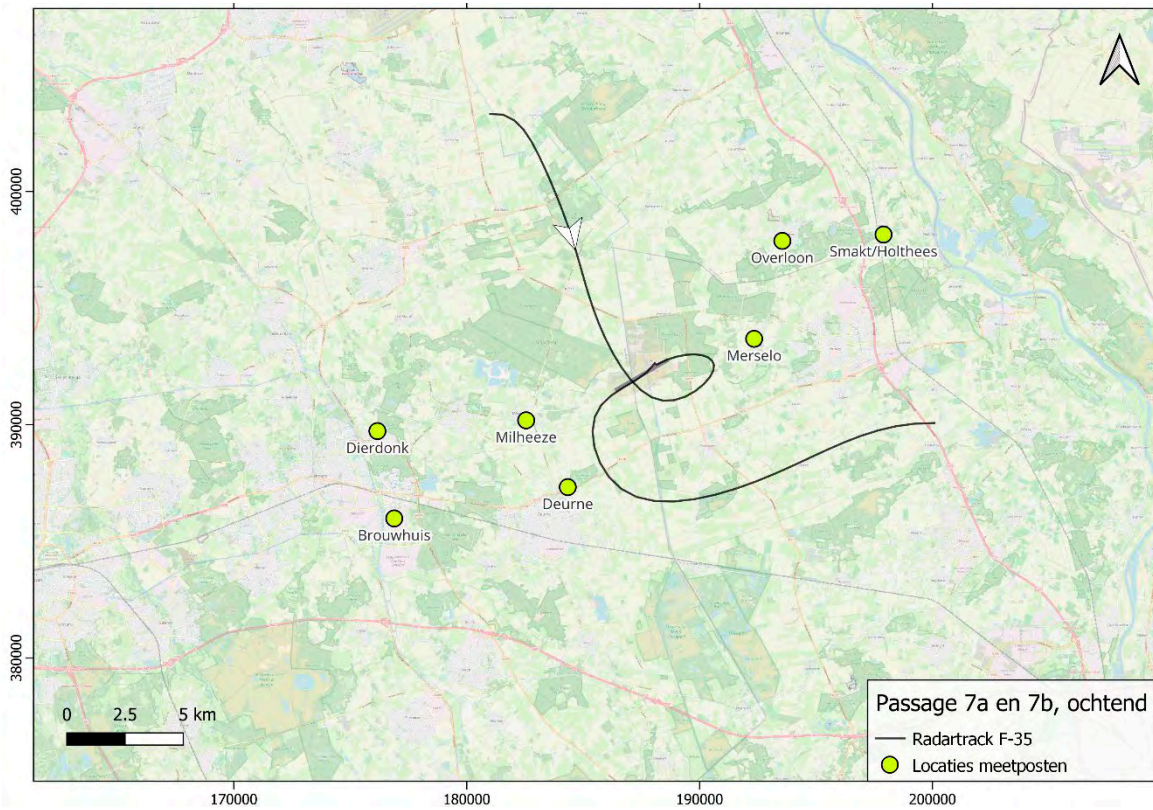 400000
390000
380000
Overloon
Smakt/Holthees
Merselo
Milheeze
Dierdonk
Deurne
Brouwhuis
0 2.5 5 km
Passage 7a en 7b, ochtend
Radartrack F-35
Locaties meetposten
170000 180000 190000 200000